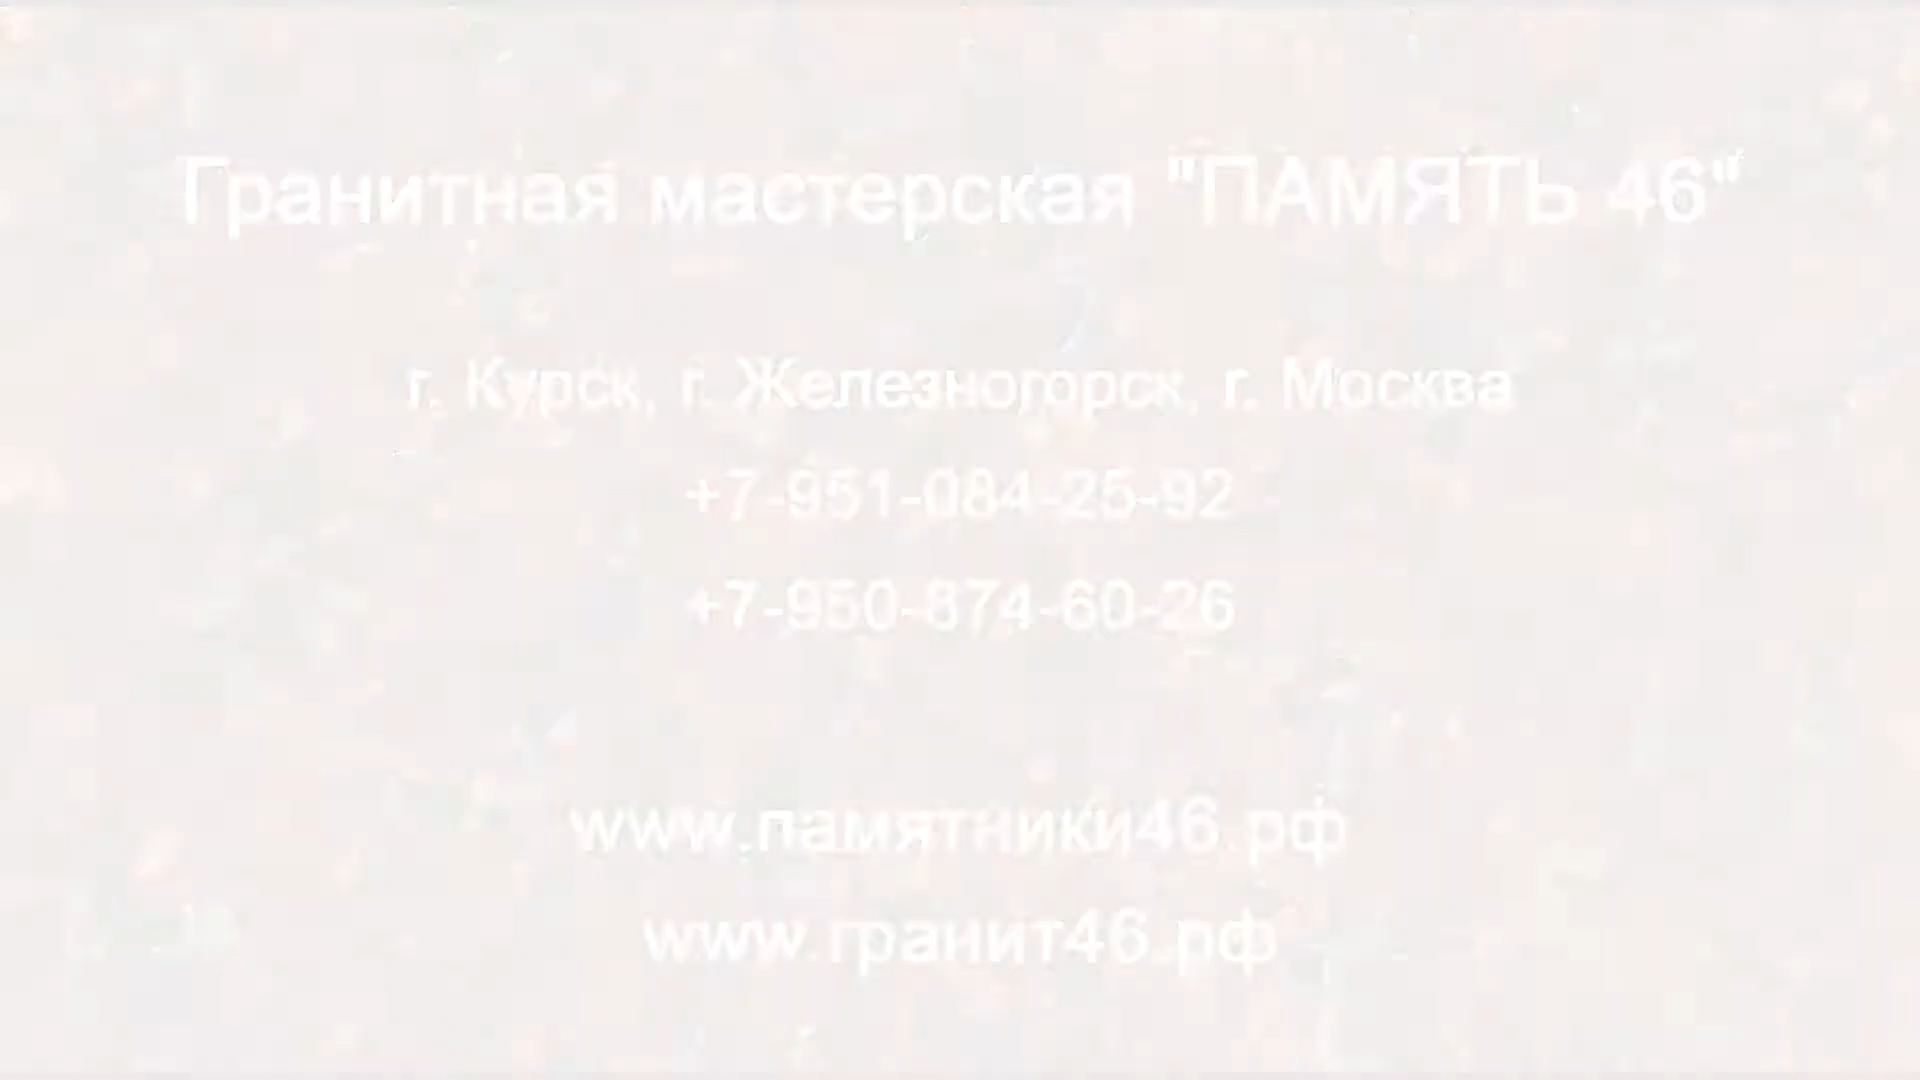 Гранитная мастерская "ПАМЯТЬ 46"
г. Курск, г. Железногорск, г. Москва
+7-951-084-25-92
+7-950-874-60-26
www.памятники46.рф
www.гранит46.рф